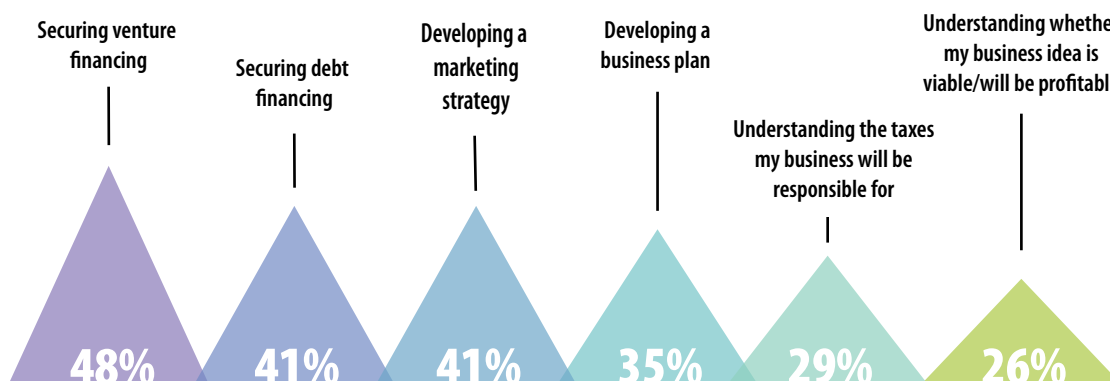 Securing venture
financing
48%
Securing debt
financing
41%
Developing a
marketing
strategy
41%
Developing a
business plan
35%
Understanding the taxes
my business will be
responsible for
29%
Understanding whethe
my business idea is
viable/will be profitabl
26%